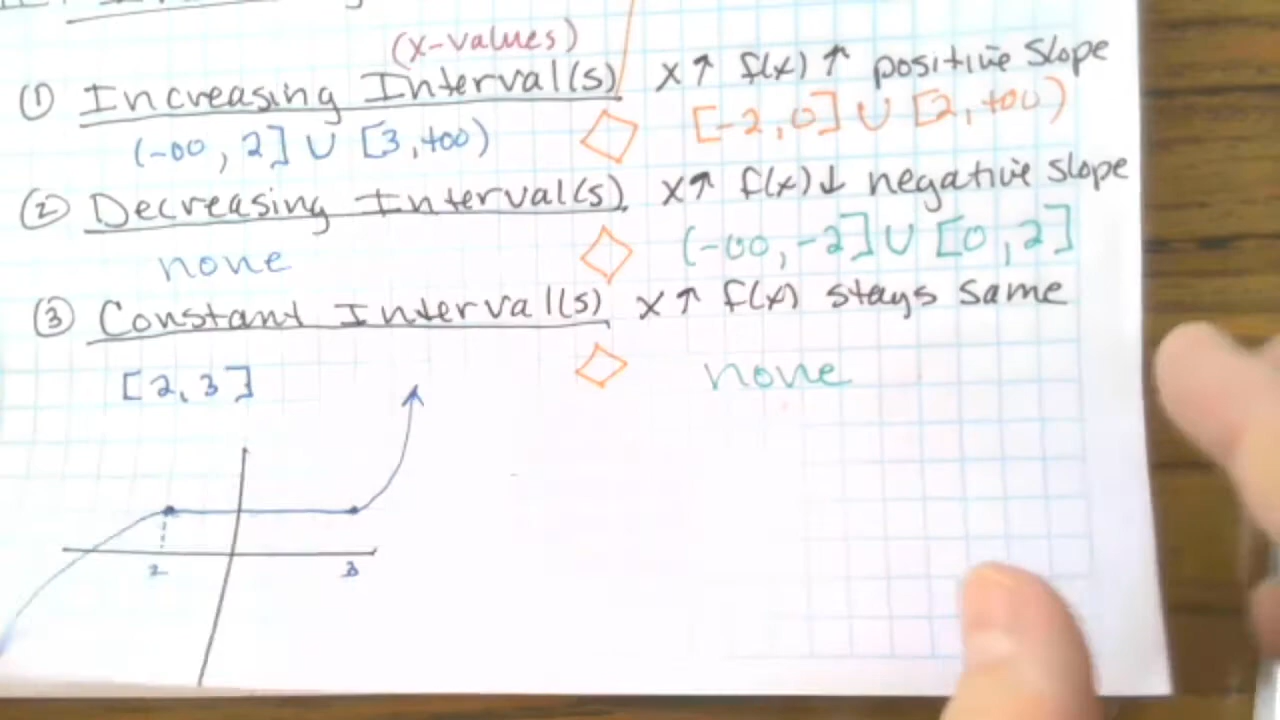 (x-values)
① Increasing Interval(s) x↑ f(x)↑ positive slope
(-∞, 2] ∪ [3, +∞) [-2, 0] ∪ [2, +∞)
② Decreasing Interval(s) x↑ f(x)↓ negative slope
none (-∞, -2] ∪ [0, 2]
③ Constant Interval(s) x↑ f(x) stays same
[2, 3] none
2 3